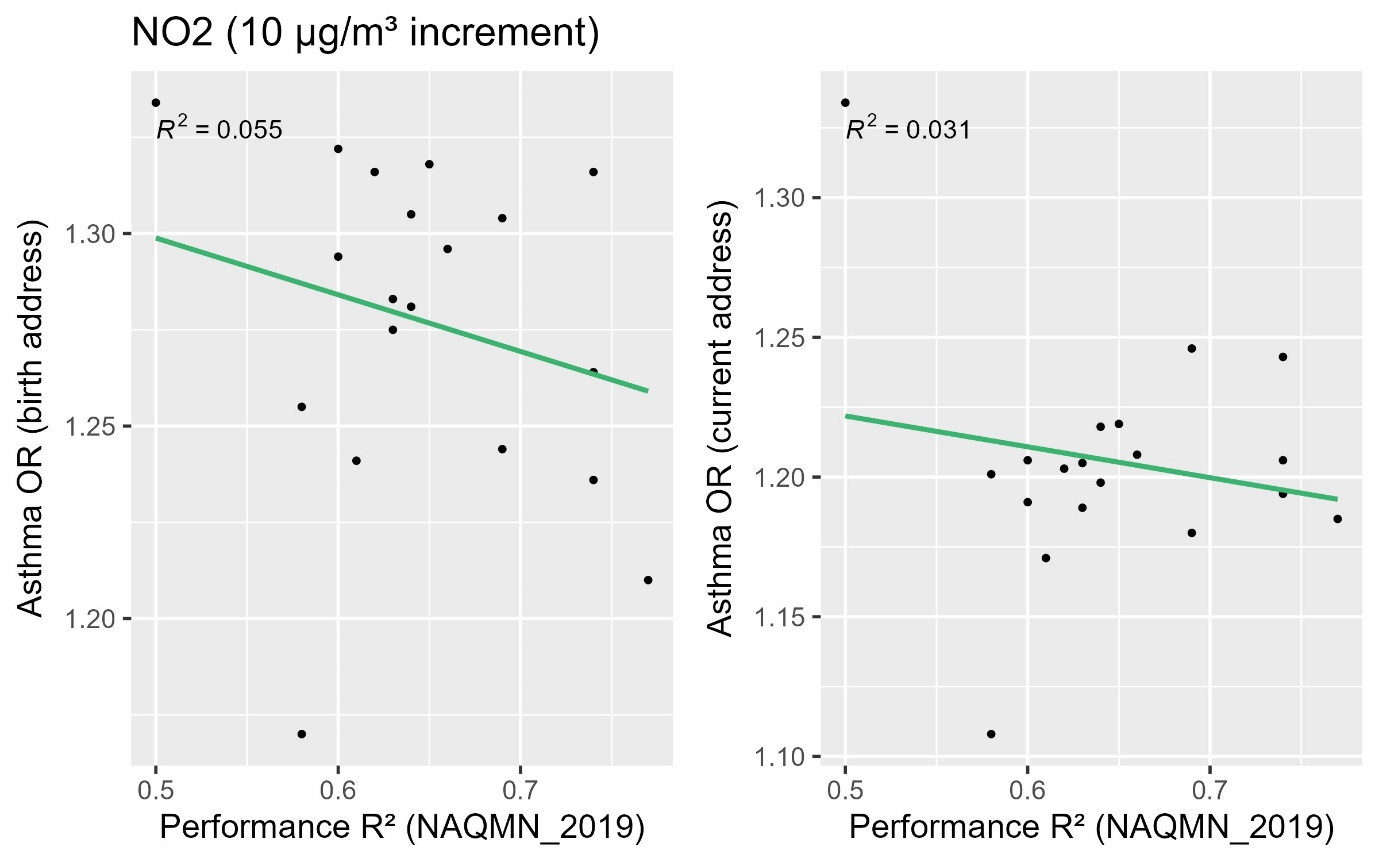 NO2 (10 µg/m³ increment)
R² = 0.055
Asthma OR (birth address)
1.30
1.25
1.20
0.5 0.6 0.7
Performance R² (NAQMN_2019)
R² = 0.031
Asthma OR (current address)
1.30
1.25
1.20
1.15
1.10
0.5 0.6 0.7
Performance R² (NAQMN_2019)